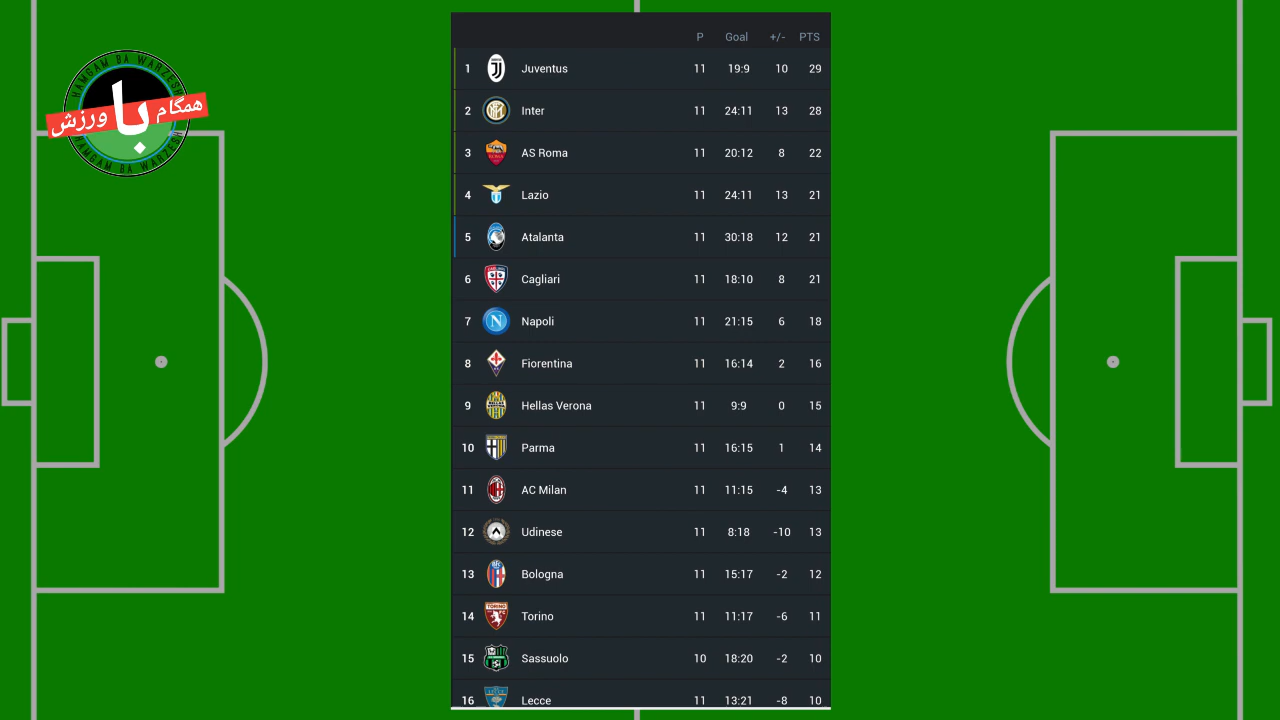 HAMGAM BA WARZESH
همگام با ورزش
HAMGAM BA WARZESH
P Goal +/- PTS
1 Juventus 11 19:9 10 29
2 Inter 11 24:11 13 28
3 AS Roma 11 20:12 8 22
4 Lazio 11 24:11 13 21
5 Atalanta 11 30:18 12 21
6 Cagliari 11 18:10 8 21
7 Napoli 11 21:15 6 18
8 Fiorentina 11 16:14 2 16
9 Hellas Verona 11 9:9 0 15
10 Parma 11 16:15 1 14
11 AC Milan 11 11:15 -4 13
12 Udinese 11 8:18 -10 13
13 Bologna 11 15:17 -2 12
14 Torino 11 11:17 -6 11
15 Sassuolo 10 18:20 -2 10
16 Lecce 11 13:21 -8 10